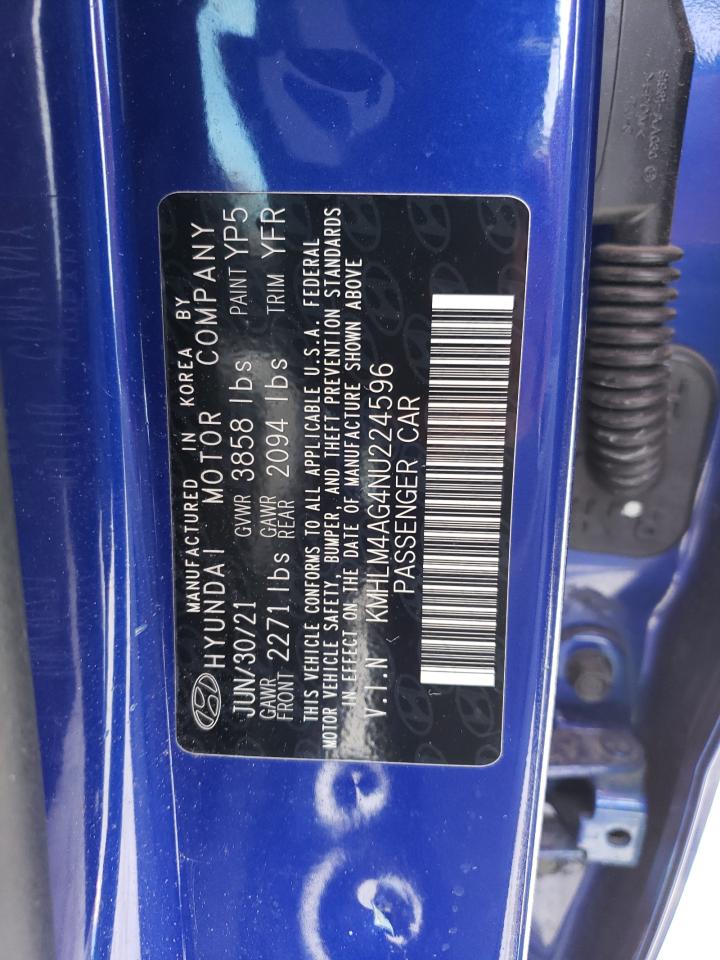 MANUFACTURED IN KOREA BY
HYUNDAI MOTOR COMPANY
JUN/30/21 GVWR 3858 lbs PAINT YP5
GAWR FRONT 2271 lbs GAWR REAR 2094 lbs TRIM YFR
THIS VEHICLE CONFORMS TO ALL APPLICABLE U.S.A. FEDERAL
MOTOR VEHICLE SAFETY, BUMPER, AND THEFT PREVENTION STANDARDS
IN EFFECT ON THE DATE OF MANUFACTURE SHOWN ABOVE
V.I.N KMHLM4AG4NU224596
PASSENGER CAR